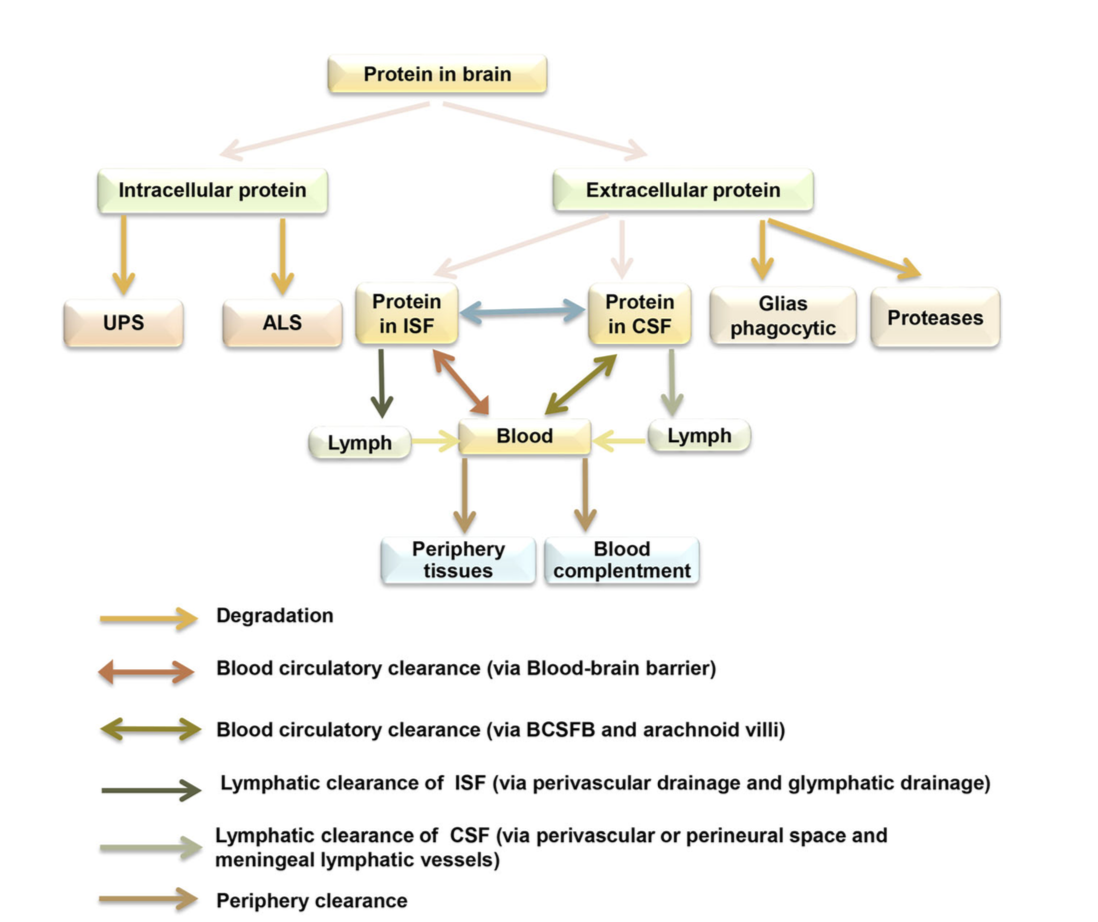 Protein in brain
Intracellular protein
Extracellular protein
UPS
ALS
Protein
in ISF
Protein
in CSF
Glias
phagocytic
Proteases
Lymph
Blood
Lymph
Periphery
tissues
Blood
complentment
Degradation
Blood circulatory clearance (via Blood-brain barrier)
Blood circulatory clearance (via BCSFB and arachnoid villi)
Lymphatic clearance of ISF (via perivascular drainage and glymphatic drainage)
Lymphatic clearance of CSF (via perivascular or perineural space and
meningeal lymphatic vessels)
Periphery clearance